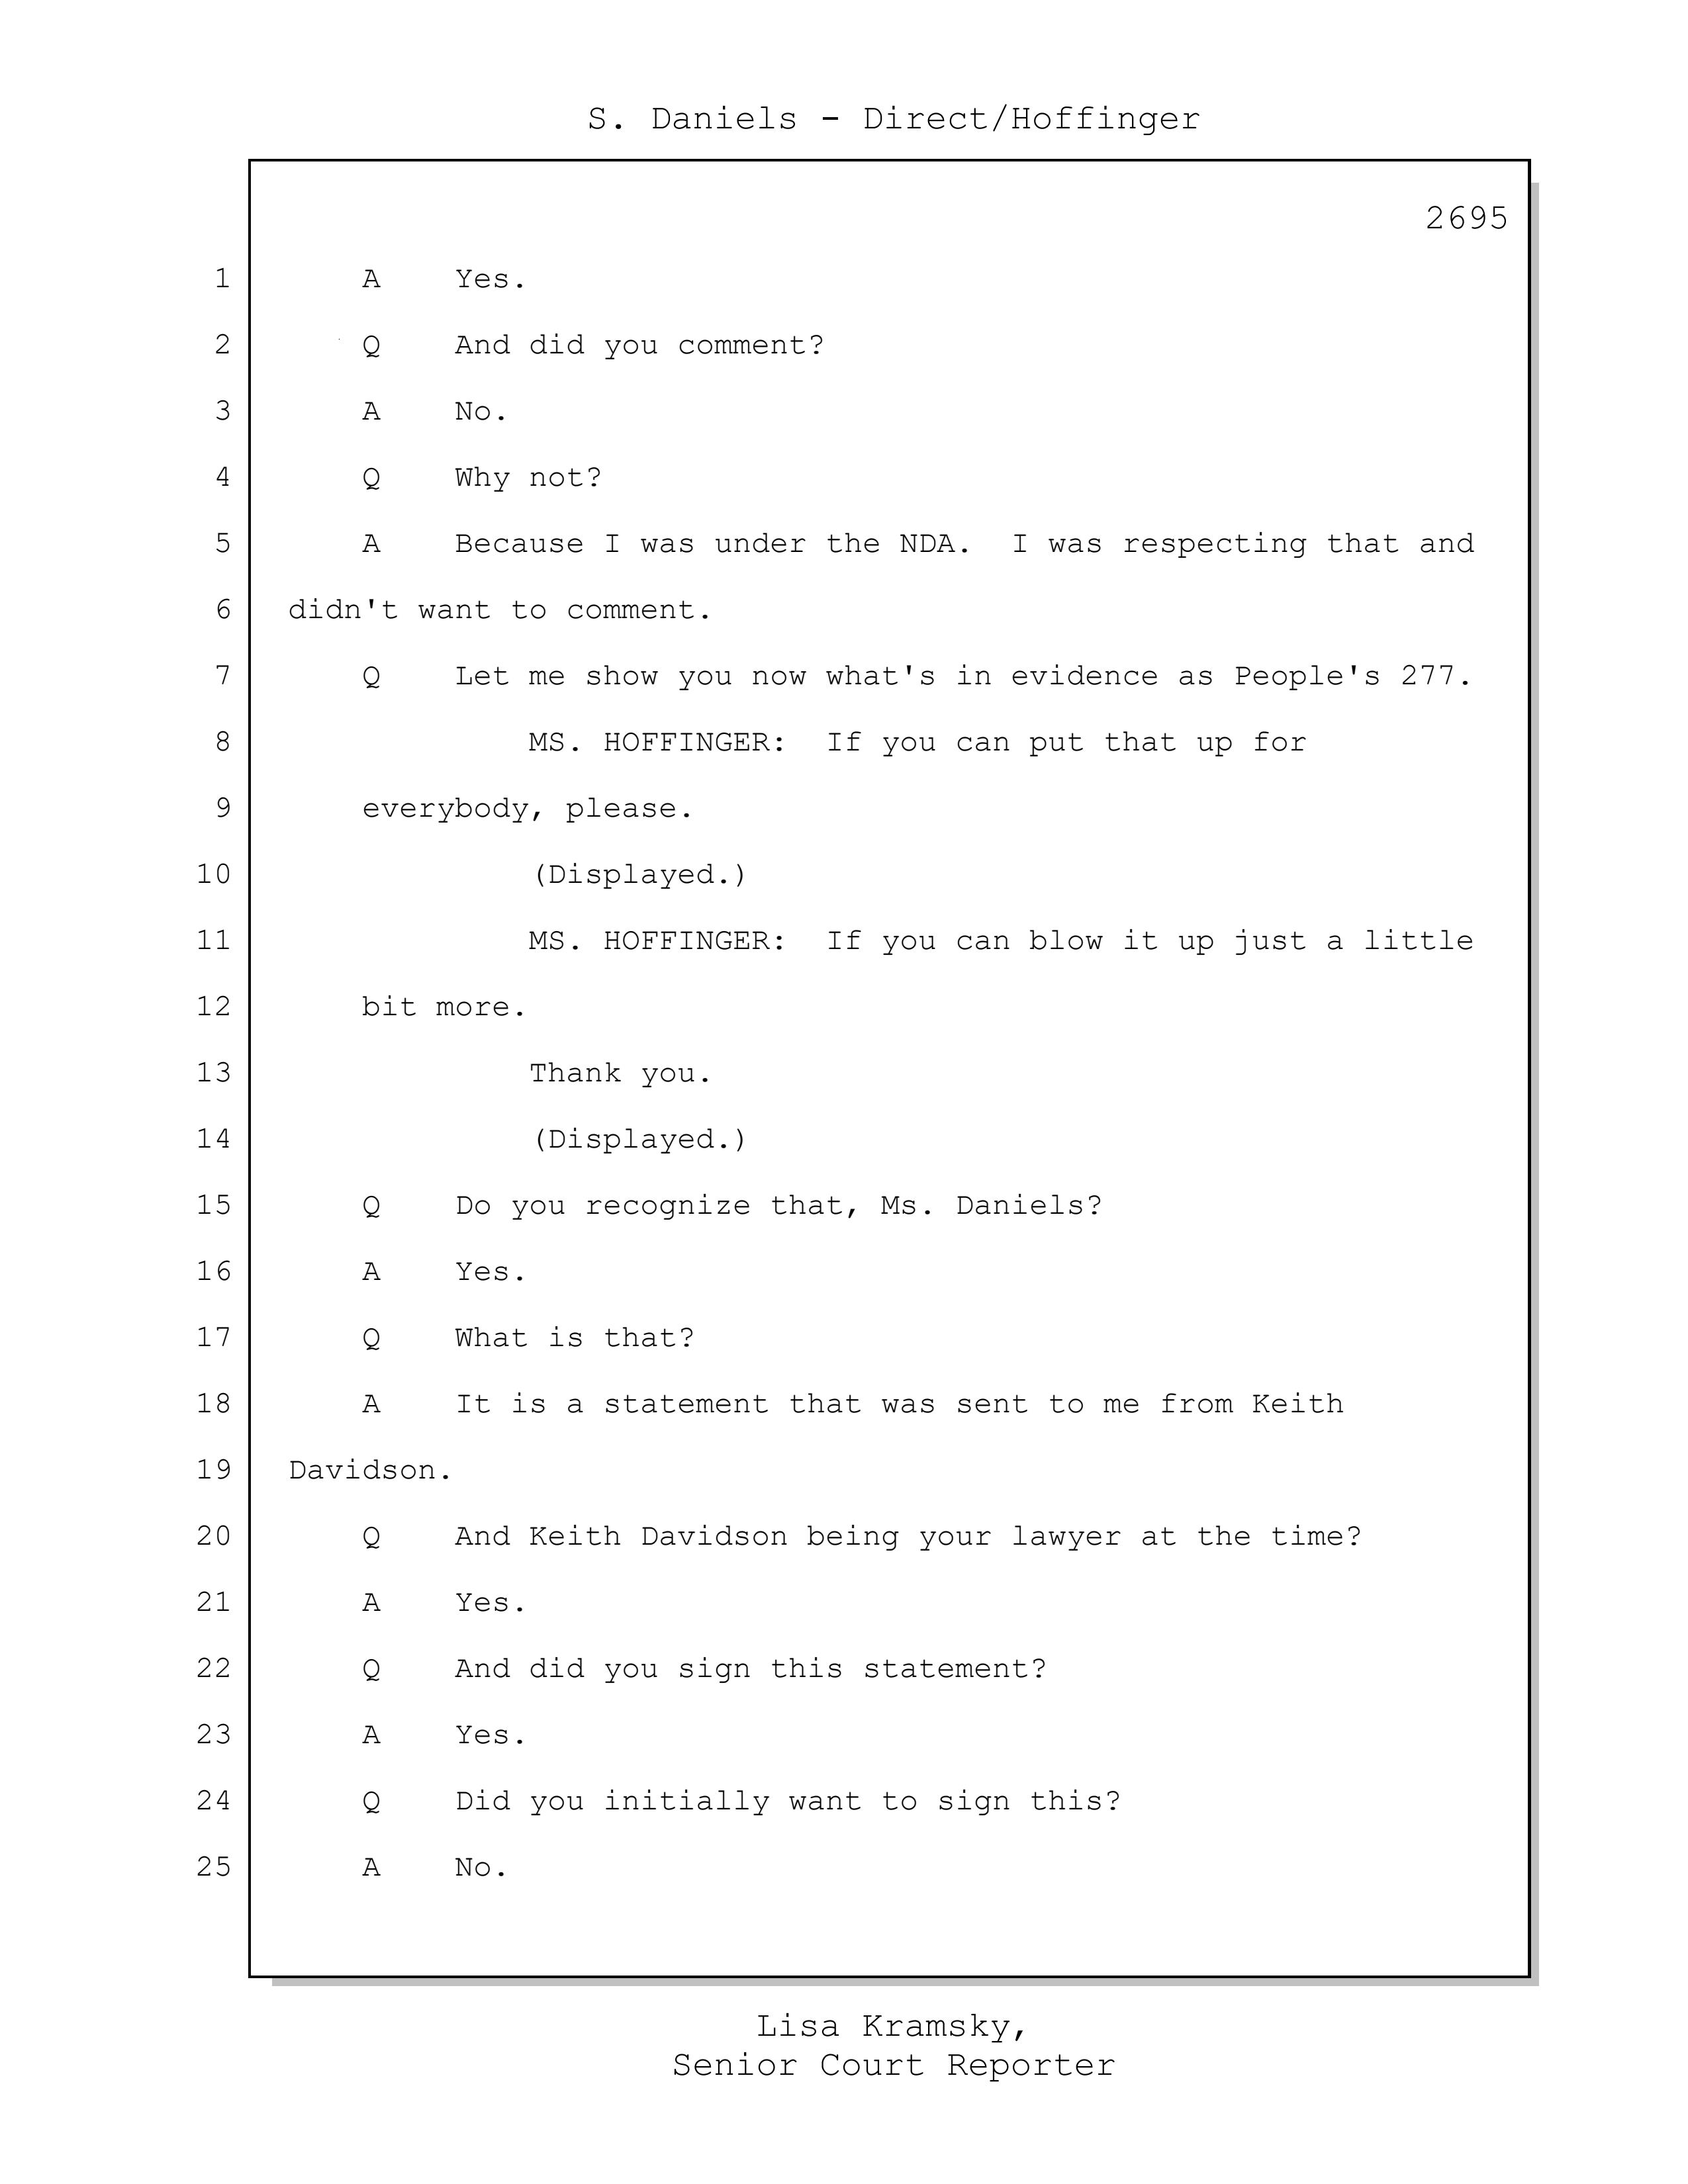 S. Daniels - Direct/Hoffinger
2695
1 A Yes.
2 Q And did you comment?
3 A No.
4 Q Why not?
5 A Because I was under the NDA. I was respecting that and
6 didn't want to comment.
7 Q Let me show you now what's in evidence as People's 277.
8 MS. HOFFINGER: If you can put that up for
9 everybody, please.
10 (Displayed.)
11 MS. HOFFINGER: If you can blow it up just a little
12 bit more.
13 Thank you.
14 (Displayed.)
15 Q Do you recognize that, Ms. Daniels?
16 A Yes.
17 Q What is that?
18 A It is a statement that was sent to me from Keith
19 Davidson.
20 Q And Keith Davidson being your lawyer at the time?
21 A Yes.
22 Q And did you sign this statement?
23 A Yes.
24 Q Did you initially want to sign this?
25 A No.
Lisa Kramsky,
Senior Court Reporter